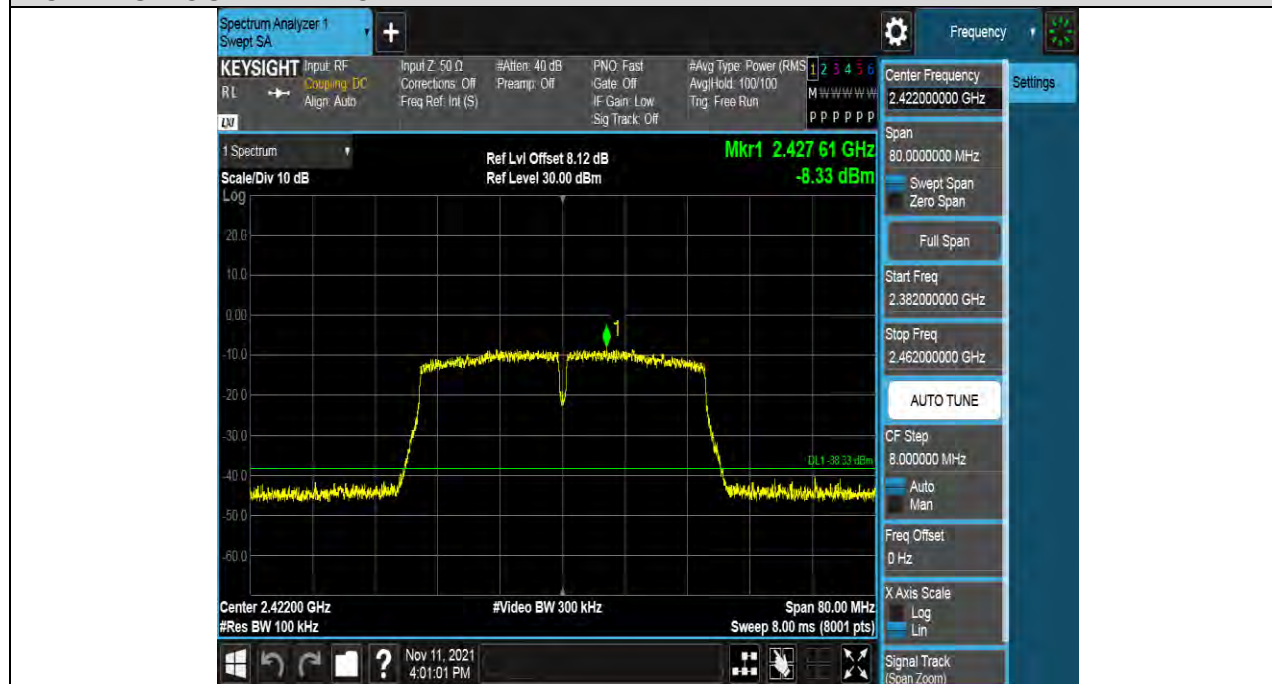 Spectrum Analyzer 1
Swept SA
+
Frequency
KEYSIGHT
RL
LXI
Input: RF
Coupling: DC
Align: Auto
Input Z: 50 Ω
Corrections: Off
Freq Ref: Int (S)
#Atten: 40 dB
Preamp: Off
PNO: Fast
Gate: Off
IF Gain: Low
Sig Track: Off
#Avg Type: Power (RMS
Avg|Hold: 100/100
Trig: Free Run
1 2 3 4 5 6
M W W W W W
P P P P P P
Center Frequency
2.422000000 GHz
Settings
1 Spectrum
Scale/Div 10 dB
Ref Lvl Offset 8.12 dB
Ref Level 30.00 dBm
Mkr1 2.427 61 GHz
-8.33 dBm
Span
80.0000000 MHz
Swept Span
Zero Span
Log
20.0
10.0
0.00
-10.0
-20.0
-30.0
-40.0
-50.0
-60.0
1
DL1 -38.33 dBm
Full Span
Start Freq
2.382000000 GHz
Stop Freq
2.462000000 GHz
AUTO TUNE
CF Step
8.000000 MHz
Auto
Man
Freq Offset
0 Hz
X Axis Scale
Log
Lin
Signal Track
(Span Zoom)
Center 2.42200 GHz
#Res BW 100 kHz
#Video BW 300 kHz
Span 80.00 MHz
Sweep 8.00 ms (8001 pts)
?
Nov 11, 2021
4:01:01 PM